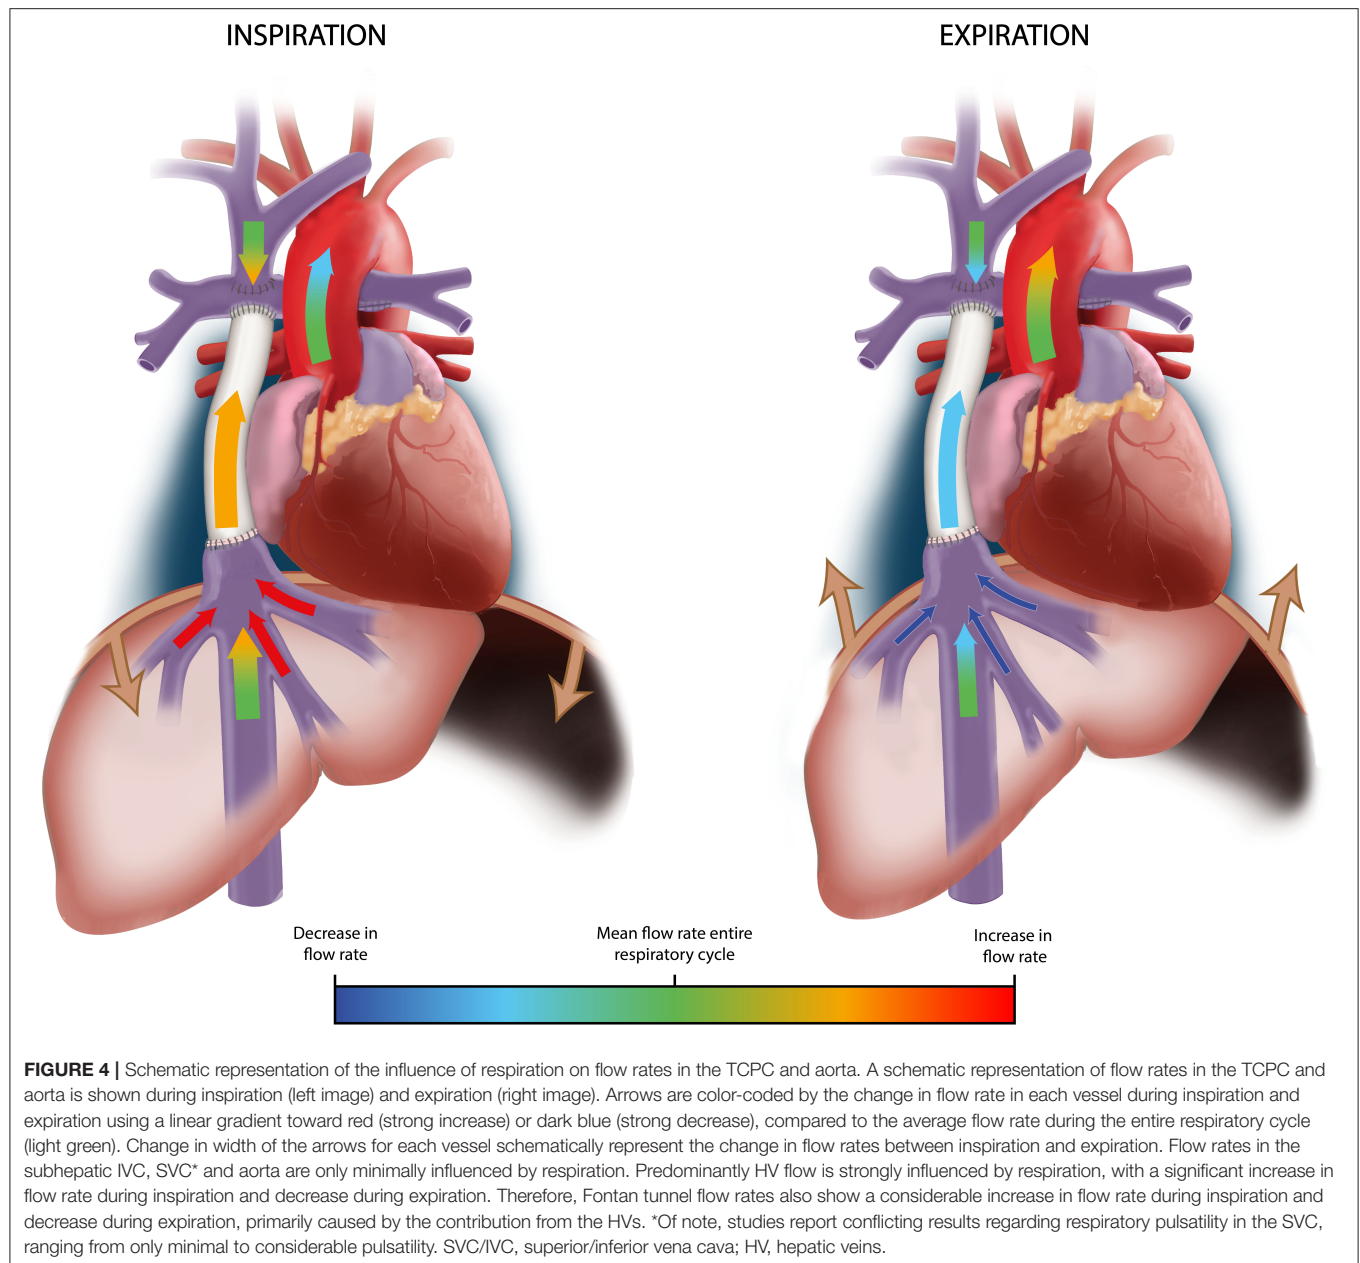 INSPIRATION
EXPIRATION
Decrease in
flow rate
Mean flow rate entire
respiratory cycle
Increase in
flow rate
FIGURE 4 | Schematic representation of the influence of respiration on flow rates in the TCPC and aorta. A schematic representation of flow rates in the TCPC and
aorta is shown during inspiration (left image) and expiration (right image). Arrows are color-coded by the change in flow rate in each vessel during inspiration and
expiration using a linear gradient toward red (strong increase) or dark blue (strong decrease), compared to the average flow rate during the entire respiratory cycle
(light green). Change in width of the arrows for each vessel schematically represent the change in flow rates between inspiration and expiration. Flow rates in the
subhepatic IVC, SVC* and aorta are only minimally influenced by respiration. Predominantly HV flow is strongly influenced by respiration, with a significant increase in
flow rate during inspiration and decrease during expiration. Therefore, Fontan tunnel flow rates also show a considerable increase in flow rate during inspiration and
decrease during expiration, primarily caused by the contribution from the HVs. *Of note, studies report conflicting results regarding respiratory pulsatility in the SVC,
ranging from only minimal to considerable pulsatility. SVC/IVC, superior/inferior vena cava; HV, hepatic veins.